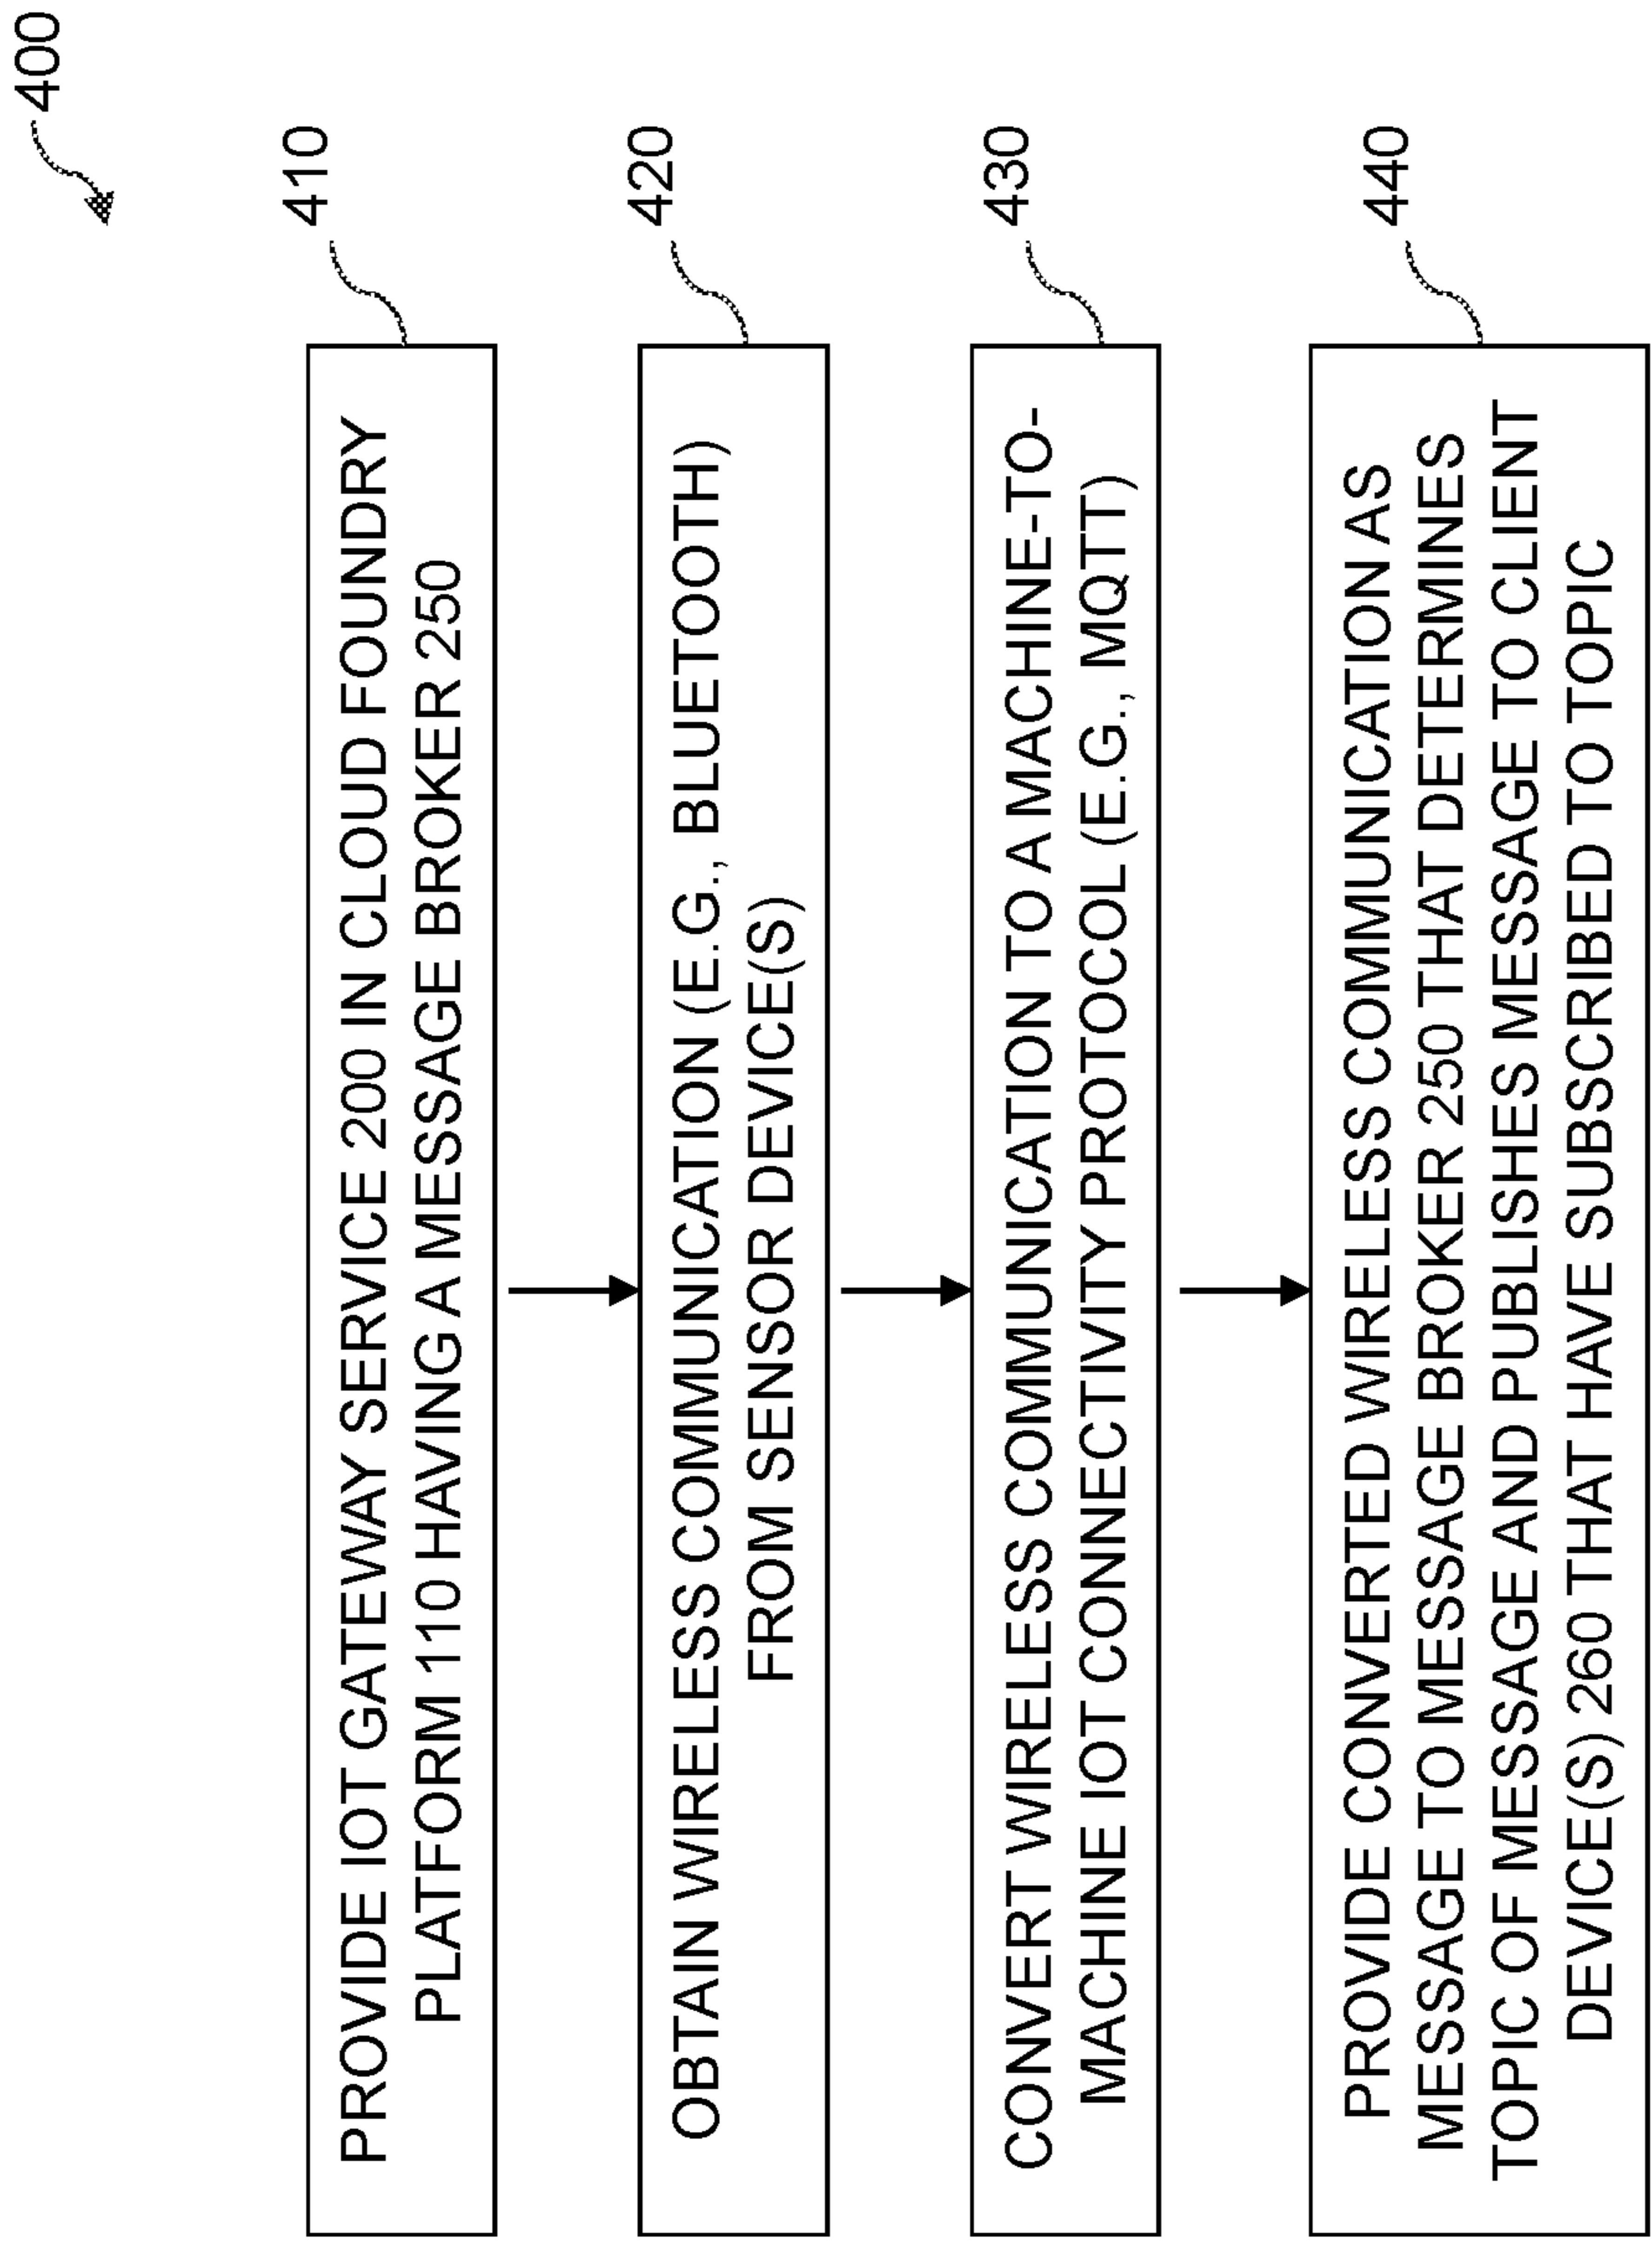 400
410
PROVIDE IOT GATEWAY SERVICE 200 IN CLOUD FOUNDRY
PLATFORM 110 HAVING A MESSAGE BROKER 250
420
OBTAIN WIRELESS COMMUNICATION (E.G., BLUETOOTH)
FROM SENSOR DEVICE(S)
430
CONVERT WIRELESS COMMUNICATION TO A MACHINE-TO-
MACHINE IOT CONNECTIVITY PROTOCOL (E.G., MQTT)
440
PROVIDE CONVERTED WIRELESS COMMUNICATION AS
MESSAGE TO MESSAGE BROKER 250 THAT DETERMINES
TOPIC OF MESSAGE AND PUBLISHES MESSAGE TO CLIENT
DEVICE(S) 260 THAT HAVE SUBSCRIBED TO TOPIC